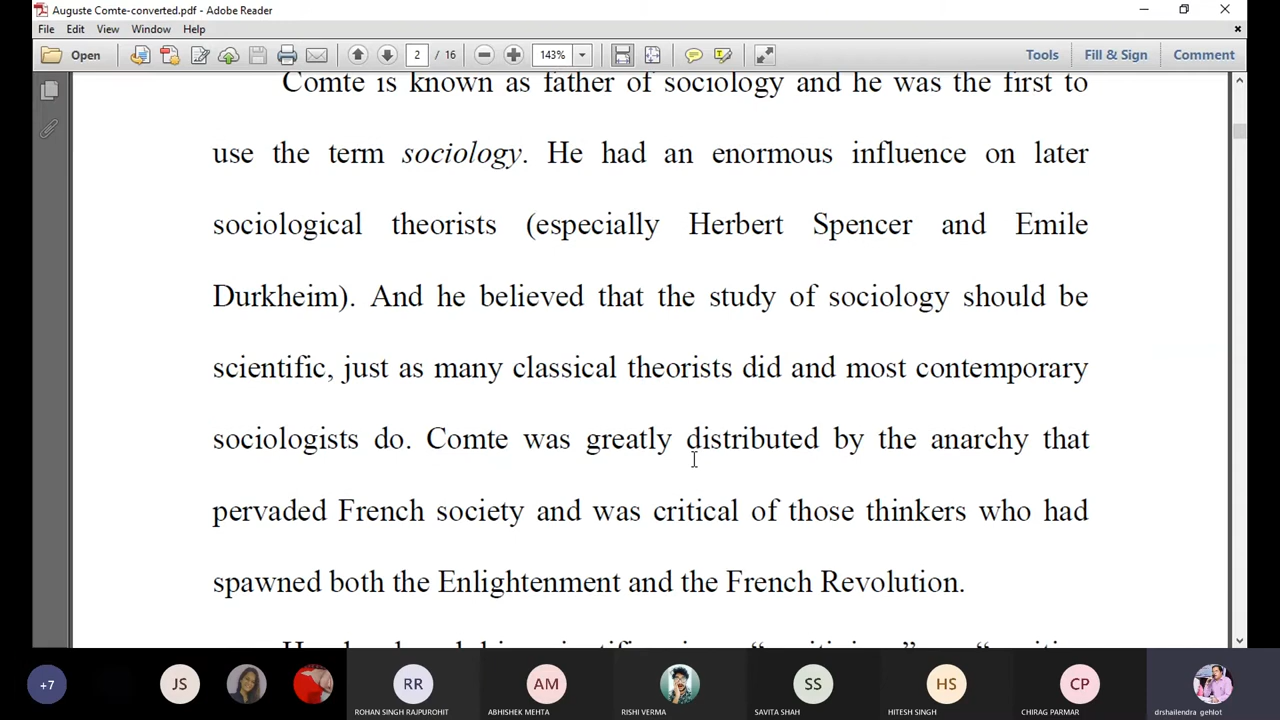 Auguste Comte-converted.pdf - Adobe Reader
File Edit View Window Help
Open 2 / 16 143% Tools Fill & Sign Comment
Comte is known as father of sociology and he was the first to
use the term sociology. He had an enormous influence on later
sociological theorists (especially Herbert Spencer and Emile
Durkheim). And he believed that the study of sociology should be
scientific, just as many classical theorists did and most contemporary
sociologists do. Comte was greatly distributed by the anarchy that
pervaded French society and was critical of those thinkers who had
spawned both the Enlightenment and the French Revolution.
+7 JS RR AM SS HS CP
ROHAN SINGH RAJPUROHIT ABHISHEK MEHTA RISHI VERMA SAVITA SHAH HITESH SINGH CHIRAG PARMAR drshailendra gehlot